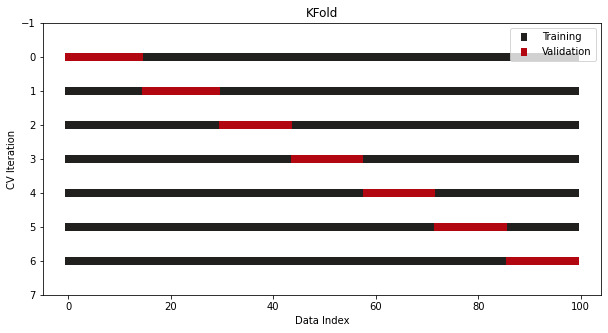 KFold
Training
Validation
CV Iteration
−1
0
1
2
3
4
5
6
7
0 20 40 60 80 100
Data Index